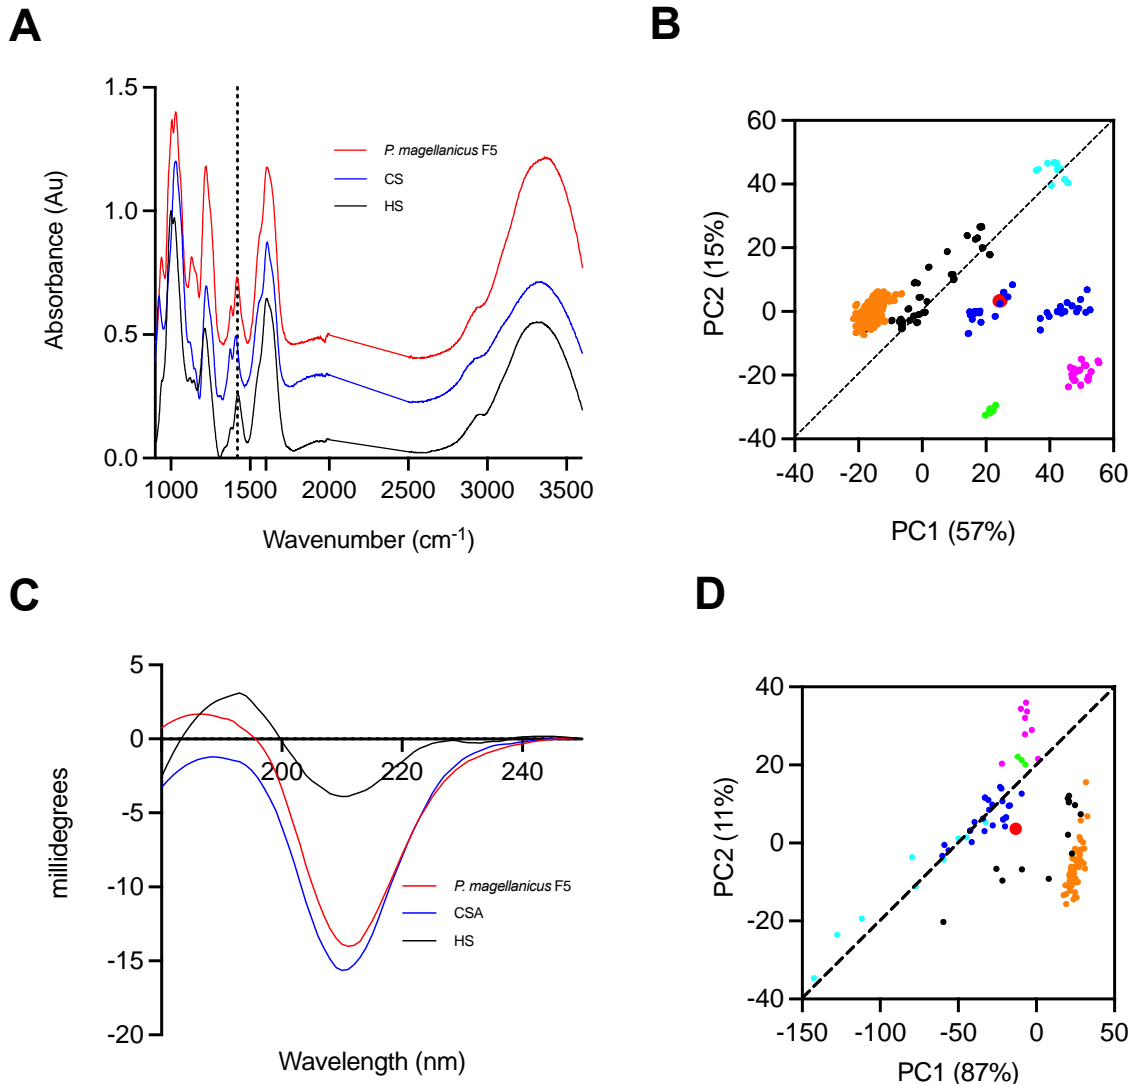 A
1.5
1.0
0.5
0.0
Absorbance (Au)
P. magellanicus F5
CS
HS
1000 1500 2000 2500 3000 3500
Wavenumber (cm-1)
B
60
40
20
0
-20
-40
PC2 (15%)
-40 -20 0 20 40 60
PC1 (57%)
C
5
0
-5
-10
-15
-20
millidegrees
200 220 240
P. magellanicus F5
CSA
HS
Wavelength (nm)
D
40
20
0
-20
-40
PC2 (11%)
-150 -100 -50 0 50
PC1 (87%)